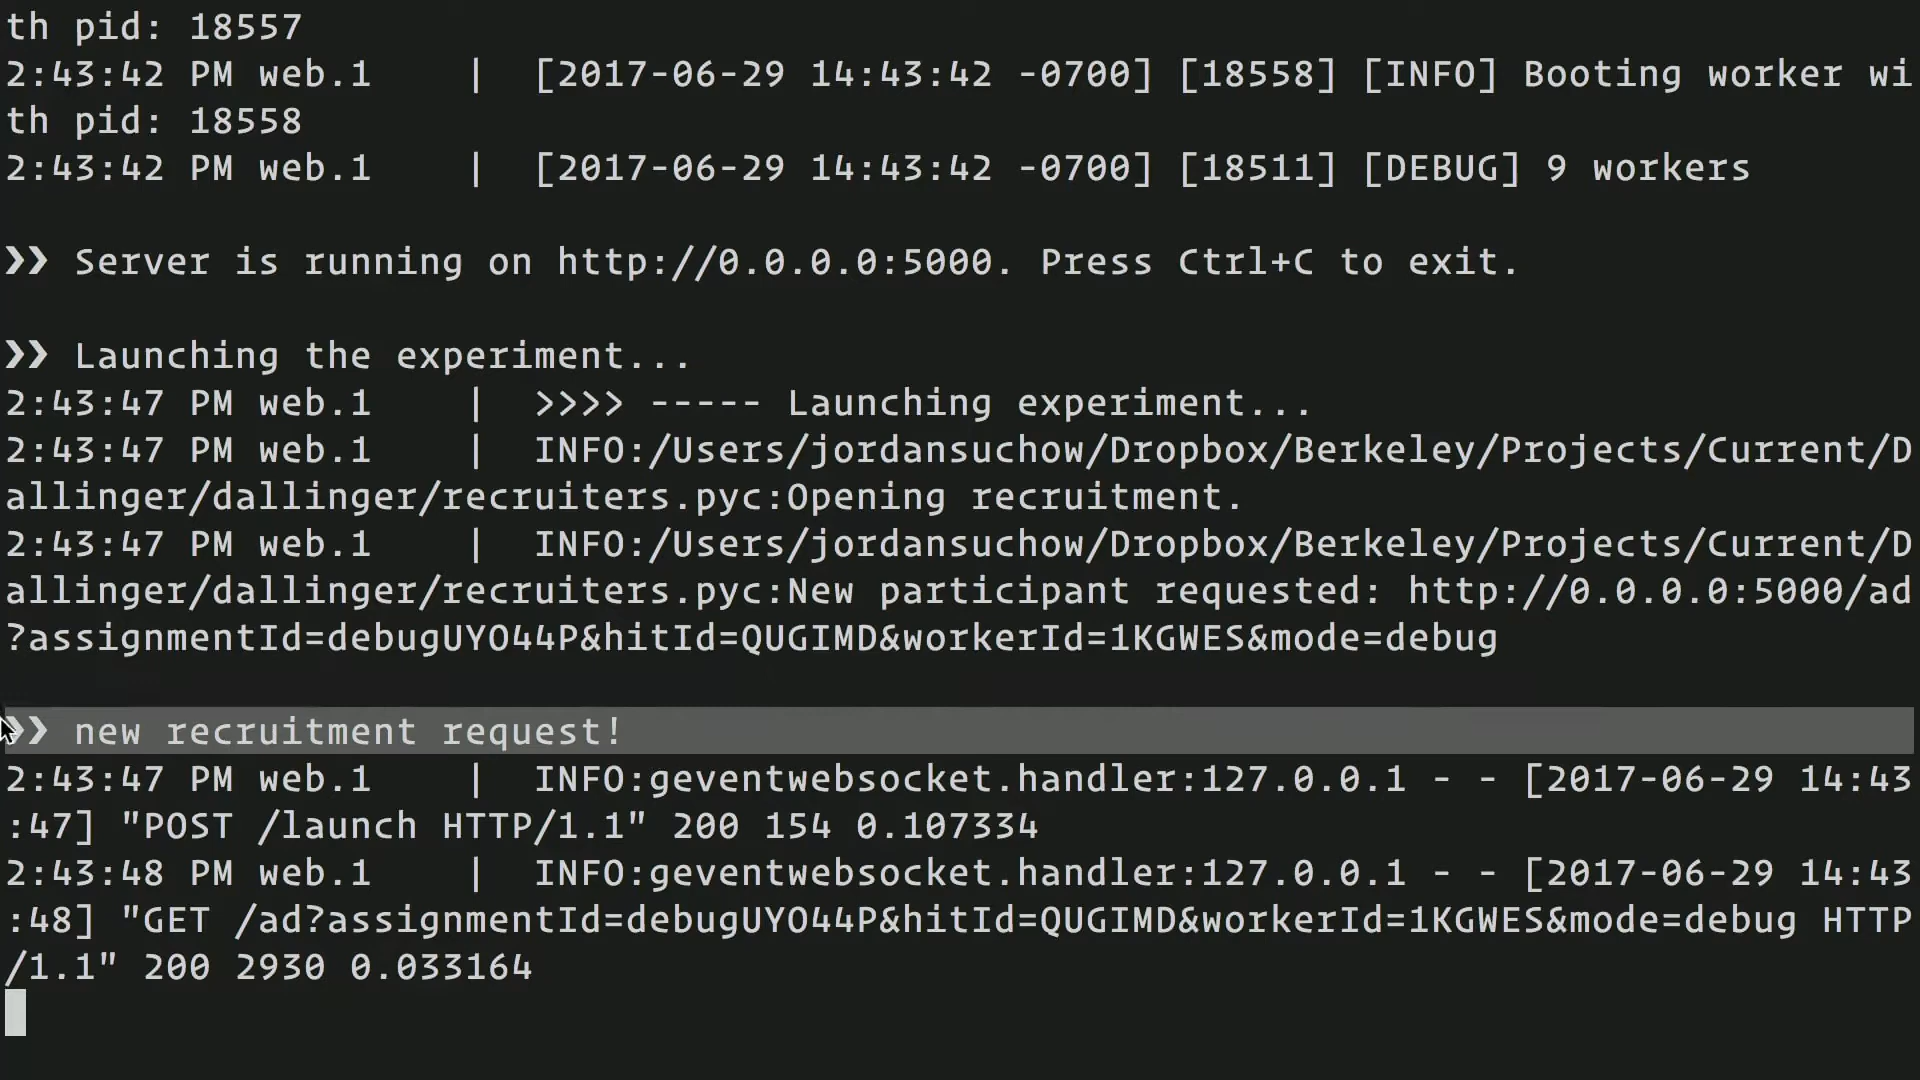 th pid: 18557
2:43:42 PM web.1    |  [2017-06-29 14:43:42 -0700] [18558] [INFO] Booting worker wi
th pid: 18558
2:43:42 PM web.1    |  [2017-06-29 14:43:42 -0700] [18511] [DEBUG] 9 workers
❯❯ Server is running on http://0.0.0.0:5000. Press Ctrl+C to exit.
❯❯ Launching the experiment...
2:43:47 PM web.1    |  >>>> ----- Launching experiment...
2:43:47 PM web.1    |  INFO:/Users/jordansuchow/Dropbox/Berkeley/Projects/Current/D
allinger/dallinger/recruiters.pyc:Opening recruitment.
2:43:47 PM web.1    |  INFO:/Users/jordansuchow/Dropbox/Berkeley/Projects/Current/D
allinger/dallinger/recruiters.pyc:New participant requested: http://0.0.0.0:5000/ad
?assignmentId=debugUYO44P&hitId=QUGIMD&workerId=1KGWES&mode=debug
❯❯ new recruitment request!
2:43:47 PM web.1    |  INFO:geventwebsocket.handler:127.0.0.1 - - [2017-06-29 14:43
:47] "POST /launch HTTP/1.1" 200 154 0.107334
2:43:48 PM web.1    |  INFO:geventwebsocket.handler:127.0.0.1 - - [2017-06-29 14:43
:48] "GET /ad?assignmentId=debugUYO44P&hitId=QUGIMD&workerId=1KGWES&mode=debug HTTP
/1.1" 200 2930 0.033164